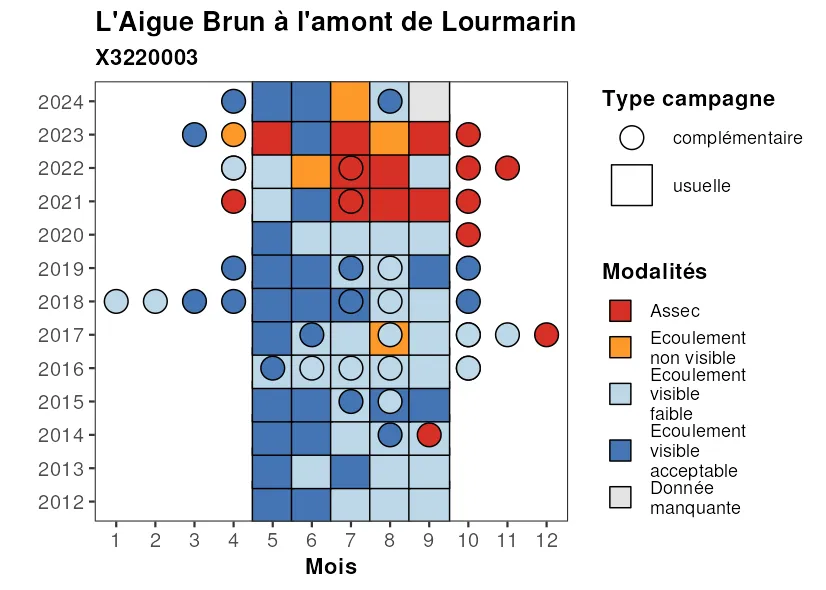 L'Aigue Brun à l'amont de Lourmarin
X3220003
2024
2023
2022
2021
2020
2019
2018
2017
2016
2015
2014
2013
2012
1 2 3 4 5 6 7 8 9 10 11 12
Mois
Type campagne
complémentaire
usuelle
Modalités
Assec
Ecoulement
non visible
Ecoulement
visible
faible
Ecoulement
visible
acceptable
Donnée
manquante